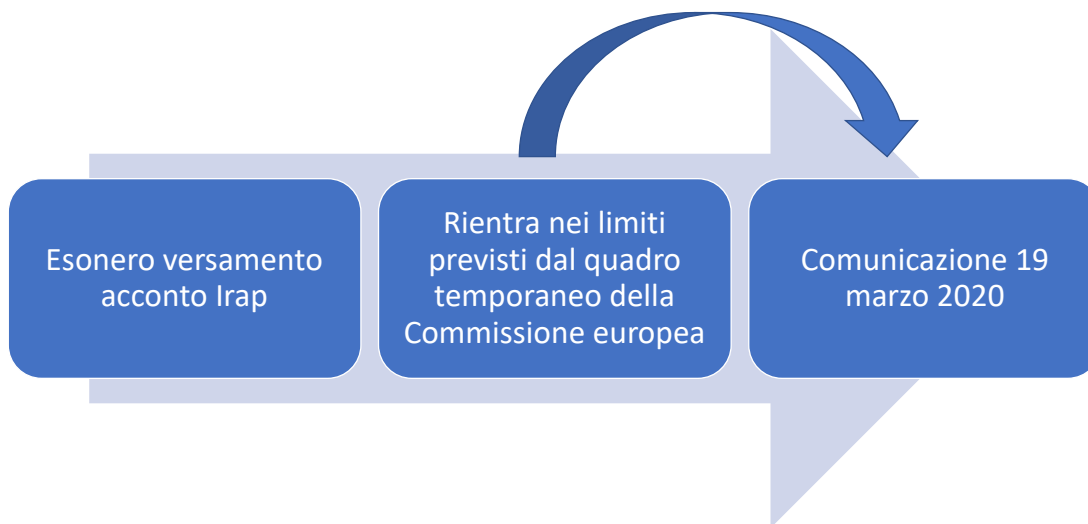 Esonero versamento
acconto Irap
Rientra nei limiti
previsti dal quadro
temporaneo della
Commissione europea
Comunicazione 19
marzo 2020